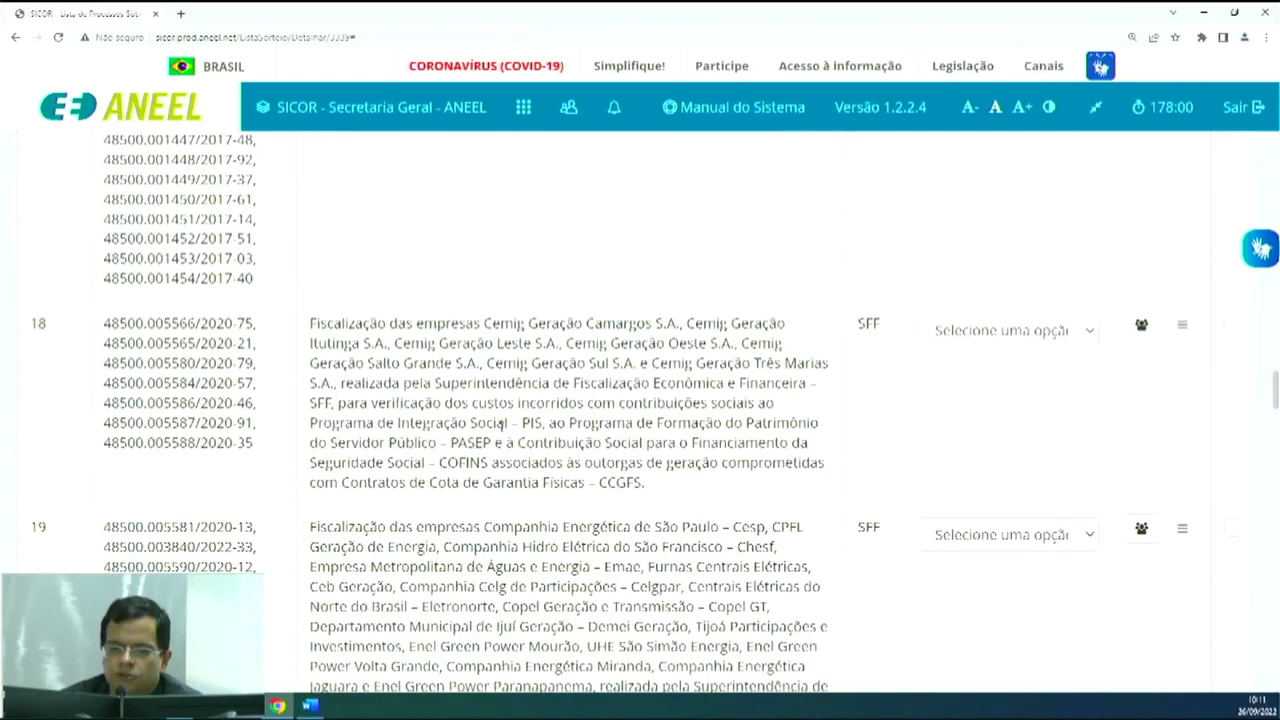 SICOR - Lista de Processos Sub
Não seguro
sicor.prod.aneel.net/ListaSorteio/Detalhar/3339#
BRASIL
CORONAVÍRUS (COVID-19)
Simplifique!
Participe
Acesso à informação
Legislação
Canais
ANEEL
SICOR - Secretaria Geral - ANEEL
Manual do Sistema
Versão 1.2.2.4
A-
A
A+
178:00
Sair
48500.001447/2017-48,
48500.001448/2017-92,
48500.001449/2017-37,
48500.001450/2017-61,
48500.001451/2017-14,
48500.001452/2017-51,
48500.001453/2017-03,
48500.001454/2017-40
18
48500.005566/2020-75,
48500.005565/2020-21,
48500.005580/2020-79,
48500.005584/2020-57,
48500.005586/2020-46,
48500.005587/2020-91,
48500.005588/2020-35
Fiscalização das empresas Cemig Geração Camargos S.A., Cemig Geração
Itutinga S.A., Cemig Geração Leste S.A., Cemig Geração Oeste S.A., Cemig
Geração Salto Grande S.A., Cemig Geração Sul S.A. e Cemig Geração Três Marias
S.A., realizada pela Superintendência de Fiscalização Econômica e Financeira –
SFF, para verificação dos custos incorridos com contribuições sociais ao
Programa de Integração Social – PIS, ao Programa de Formação do Patrimônio
do Servidor Público – PASEP e à Contribuição Social para o Financiamento da
Seguridade Social – COFINS associados às outorgas de geração comprometidas
com Contratos de Cota de Garantia Físicas – CCGFS.
SFF
Selecione uma opçã
19
48500.005581/2020-13,
48500.003840/2022-33,
48500.005590/2020-12,
Fiscalização das empresas Companhia Energética de São Paulo – Cesp, CPFL
Geração de Energia, Companhia Hidro Elétrica do São Francisco – Chesf,
Empresa Metropolitana de Águas e Energia – Emae, Furnas Centrais Elétricas,
Ceb Geração, Companhia Celg de Participações – Celgpar, Centrais Elétricas do
Norte do Brasil – Eletronorte, Copel Geração e Transmissão – Copel GT,
Departamento Municipal de Ijuí Geração – Demei Geração, Tijoá Participações e
Investimentos, Enel Green Power Mourão, UHE São Simão Energia, Enel Green
Power Volta Grande, Companhia Energética Miranda, Companhia Energética
Jaguara e Enel Green Power Paranapanema, realizada pela Superintendência de
SFF
Selecione uma opçã
10:11
26/09/2022